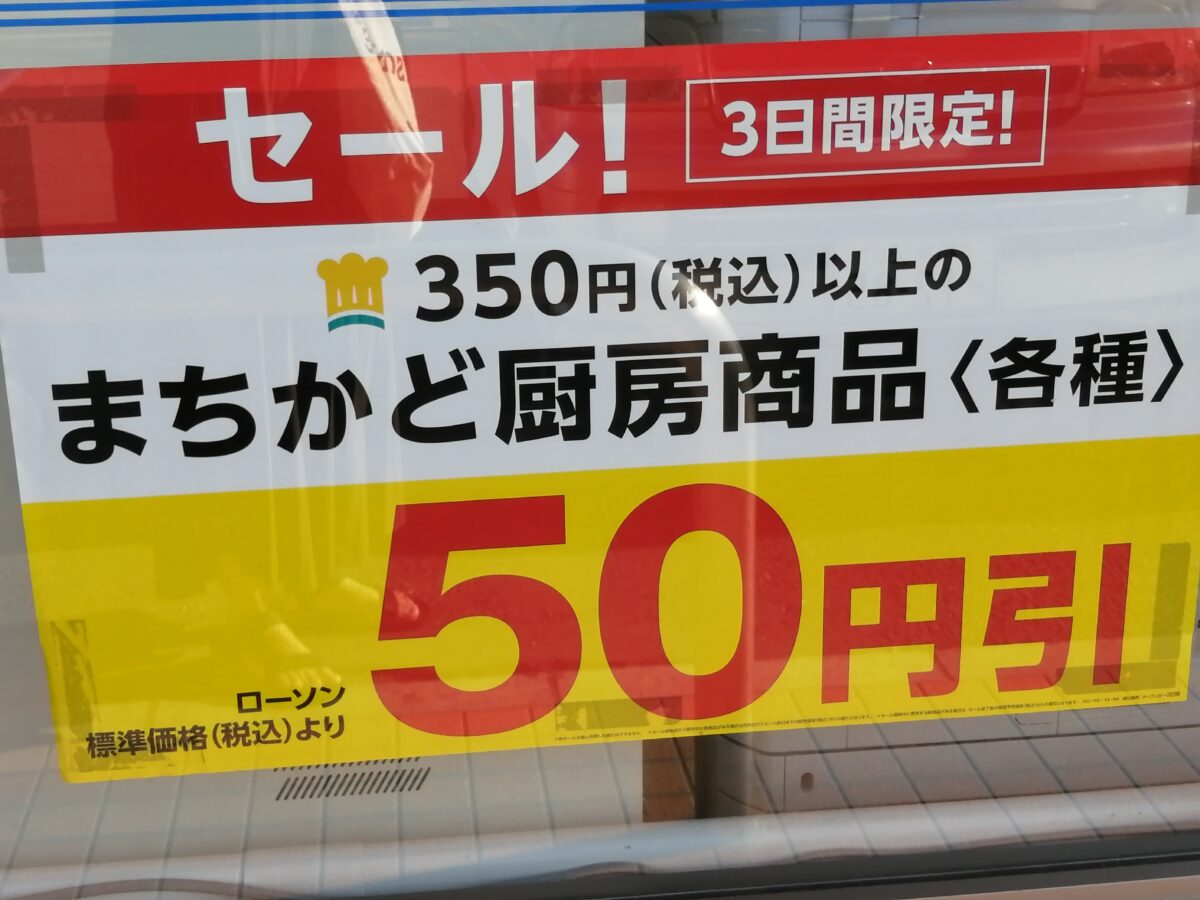 セール!
3日間限定!
350円(税込)以上の
まちかど厨房商品〈各種〉
50円引
ローソン
標準価格(税込)より